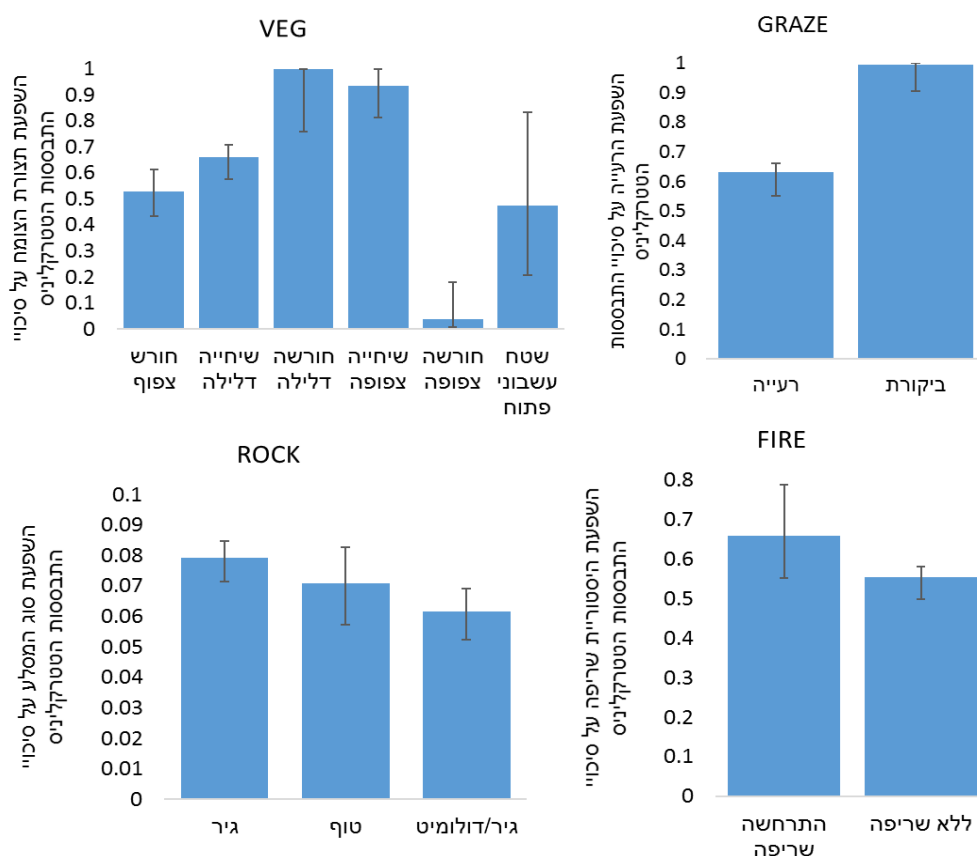 VEG
השפעת תצורת הצומח על סיכויי
התבססות הטטרקליניס
1
0.9
0.8
0.7
0.6
0.5
0.4
0.3
0.2
0.1
0
חורש
צפוף
שיחייה
דלילה
חורשה
דלילה
שיחייה
צפופה
חורשה
צפופה
שטח
עשבוני
פתוח
GRAZE
השפעת הרעייה על סיכויי התבססות
הטטרקליניס
1
0.9
0.8
0.7
0.6
0.5
0.4
0.3
0.2
0.1
0
רעייה
ביקורת
ROCK
השפעת סוג המסלע על סיכויי
התבססות הטטרקליניס
0.1
0.09
0.08
0.07
0.06
0.05
0.04
0.03
0.02
0.01
0
גיר
טוף
גיר/דולומיט
FIRE
השפעת היסטוריית שריפה על סיכויי
התבססות הטטרקליניס
0.8
0.7
0.6
0.5
0.4
0.3
0.2
0.1
0
התרחשה
שריפה
ללא שריפה